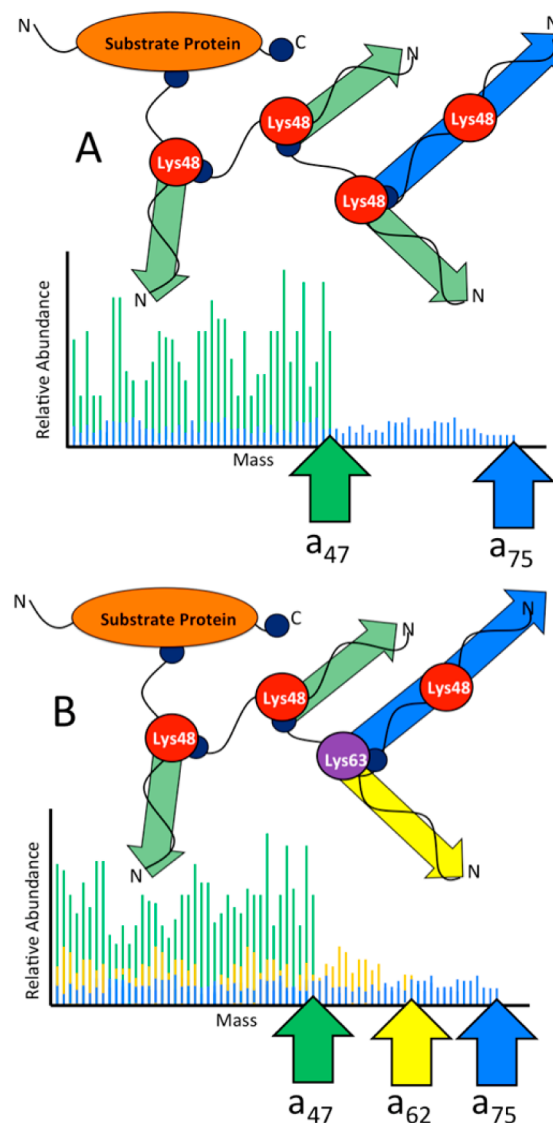 N
Substrate Protein
C
N
N
A
Lys48
Lys48
Lys48
Lys48
N
N
Relative Abundance
Mass
a47
a75
N
Substrate Protein
C
N
N
B
Lys48
Lys48
Lys48
Lys63
N
N
Relative Abundance
Mass
a47
a62
a75